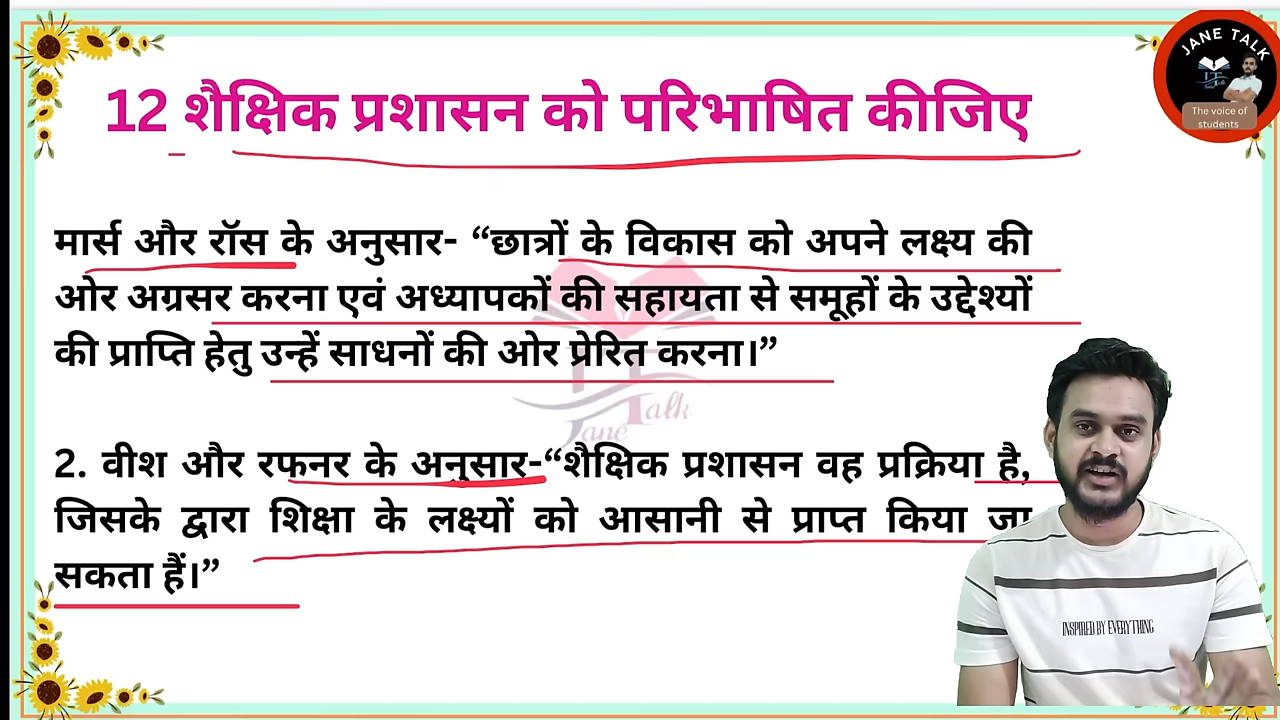 12 शैक्षिक प्रशासन को परिभाषित कीजिए
JANE TALK
The voice of
students
मार्स और रॉस के अनुसार- “छात्रों के विकास को अपने लक्ष्य की
ओर अग्रसर करना एवं अध्यापकों की सहायता से समूहों के उद्देश्यों
की प्राप्ति हेतु उन्हें साधनों की ओर प्रेरित करना।”
Talk
Jane
2. वीश और रफनर के अनुसार-“शैक्षिक प्रशासन वह प्रक्रिया है,
जिसके द्वारा शिक्षा के लक्ष्यों को आसानी से प्राप्त किया जा
सकता हैं।”
INSPIRED BY EVERYTHING